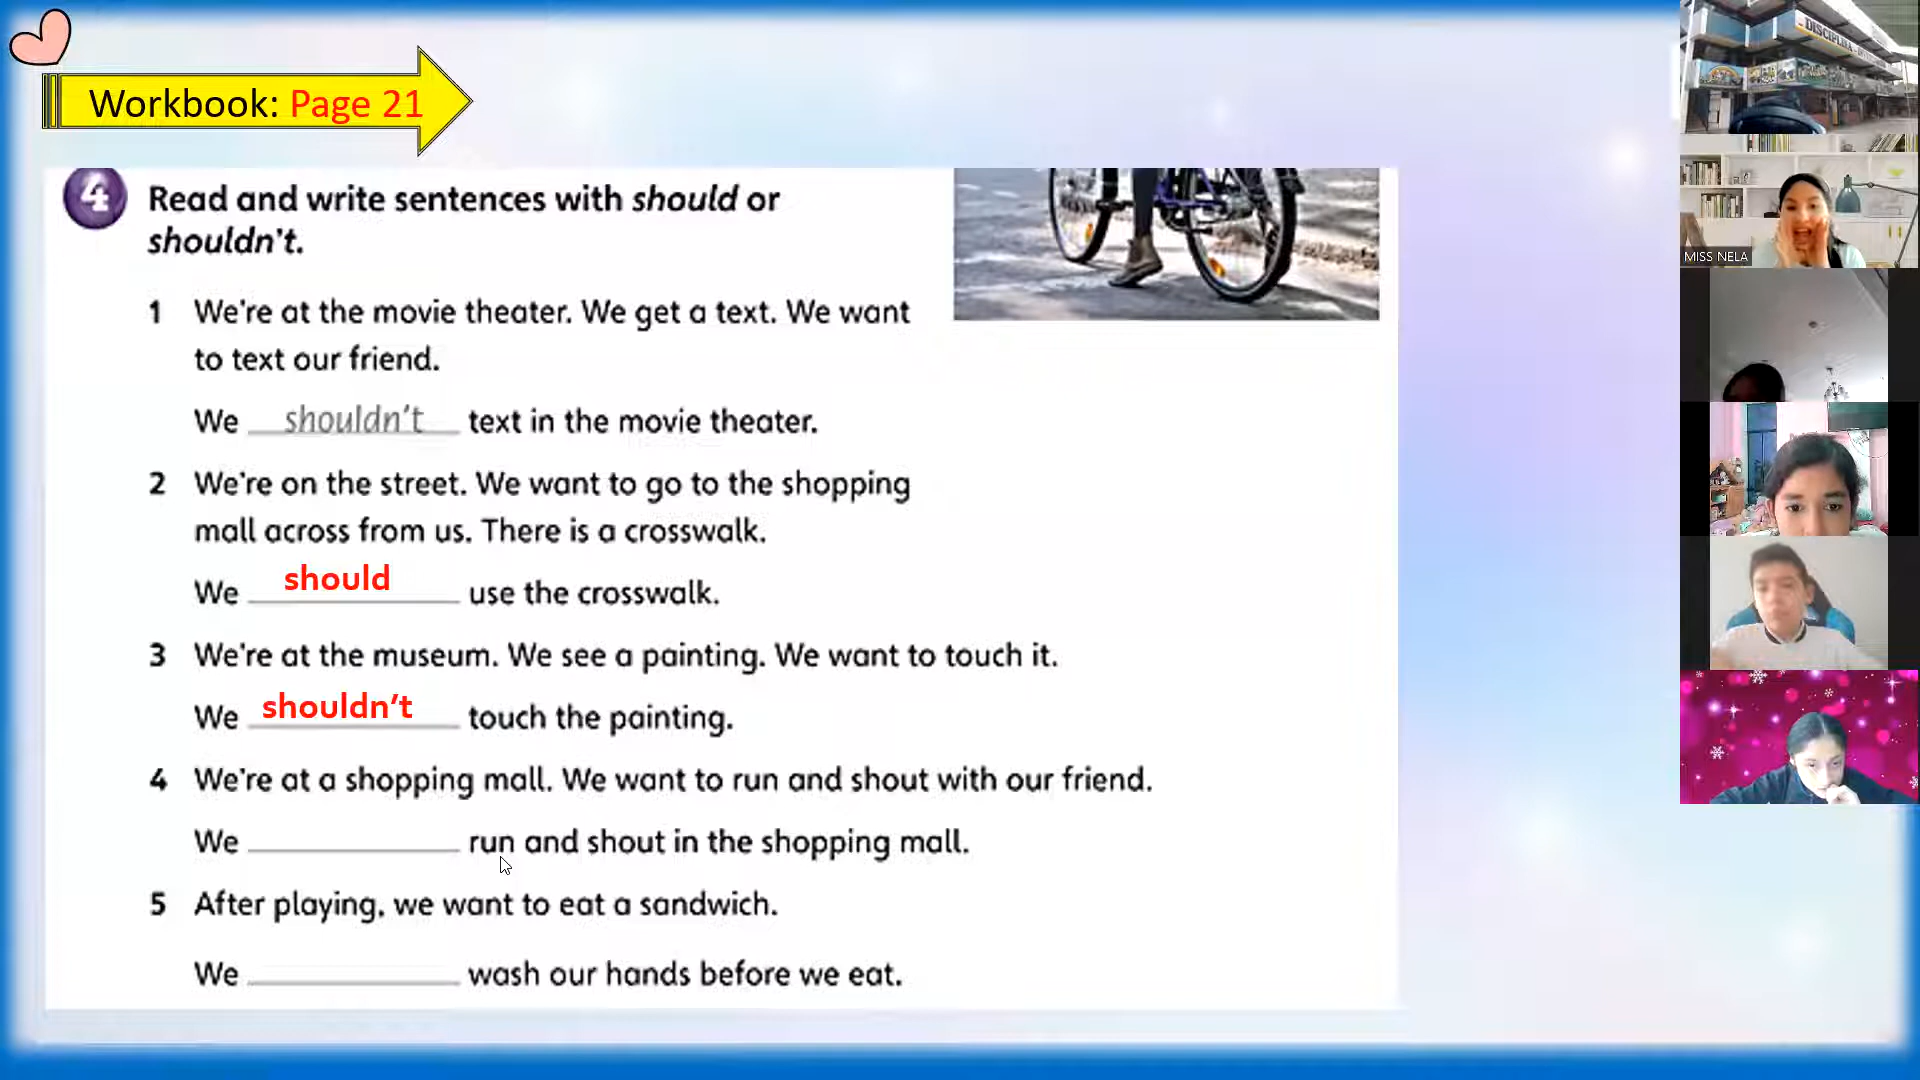 Workbook: Page 21
4 Read and write sentences with should or
shouldn't.
1 We're at the movie theater. We get a text. We want
to text our friend.
We shouldn't text in the movie theater.
2 We're on the street. We want to go to the shopping
mall across from us. There is a crosswalk.
We should use the crosswalk.
3 We're at the museum. We see a painting. We want to touch it.
We shouldn't touch the painting.
4 We're at a shopping mall. We want to run and shout with our friend.
We ____ run and shout in the shopping mall.
5 After playing, we want to eat a sandwich.
We ____ wash our hands before we eat.
DISCIPLINA
MISS NELA